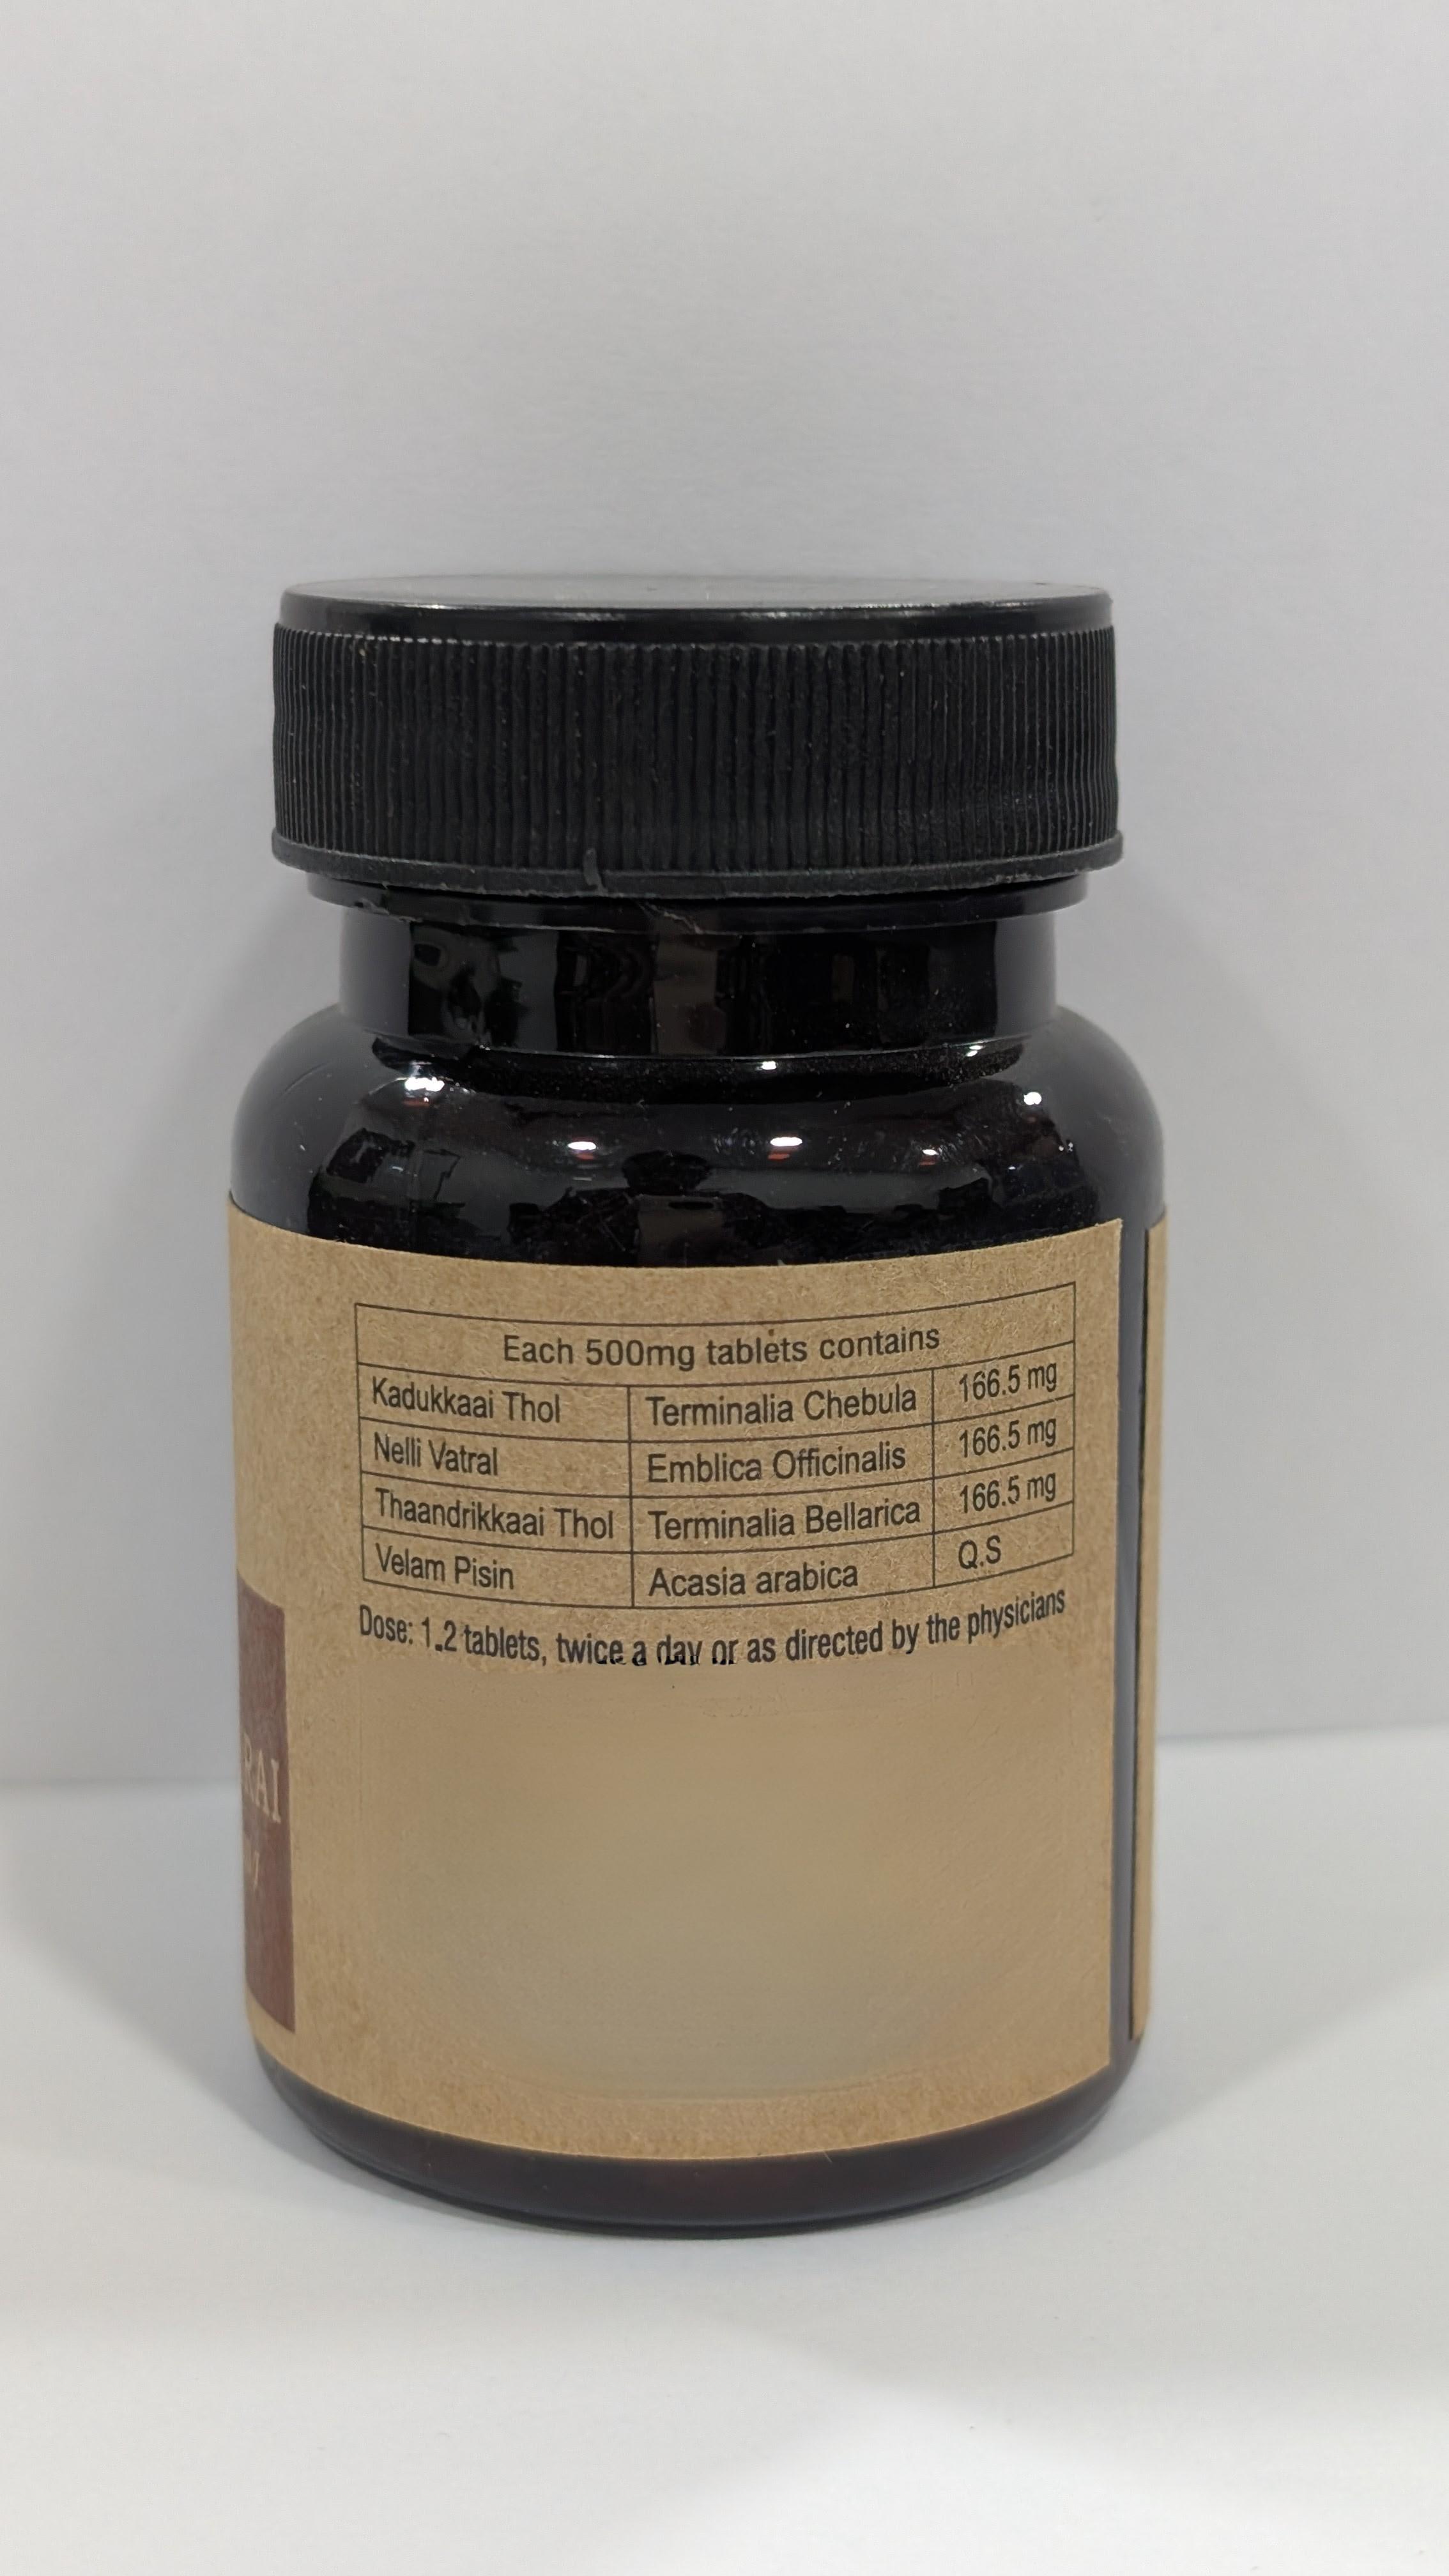 Each 500mg tablets contains
Kadukkaai Thol Terminalia Chebula 166.5 mg
Nelli Vatral Emblica Officinalis 166.5 mg
Thaandrikkaai Thol Terminalia Bellarica 166.5 mg
Velam Pisin Acasia arabica Q.S
Dose: 1.2 tablets, twice a day or as directed by the physicians
RAI